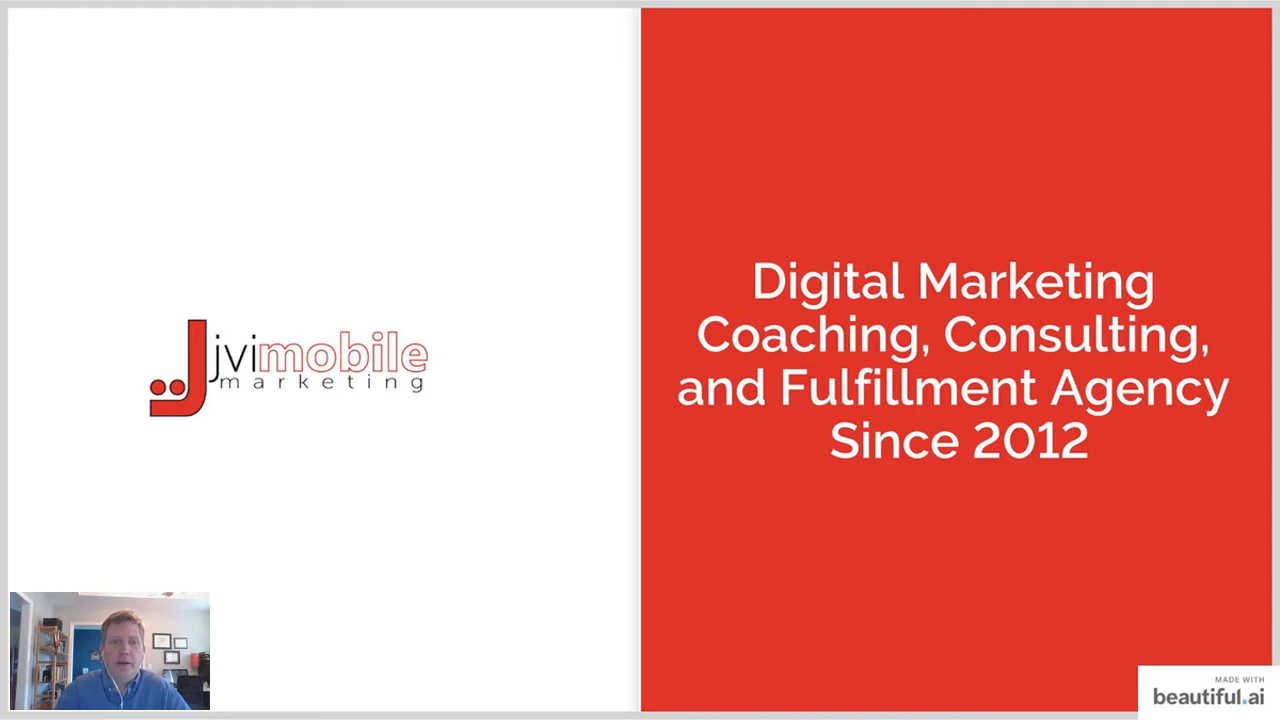 jvimobile
marketing
Digital Marketing
Coaching, Consulting,
and Fulfillment Agency
Since 2012
MADE WITH
beautiful.ai